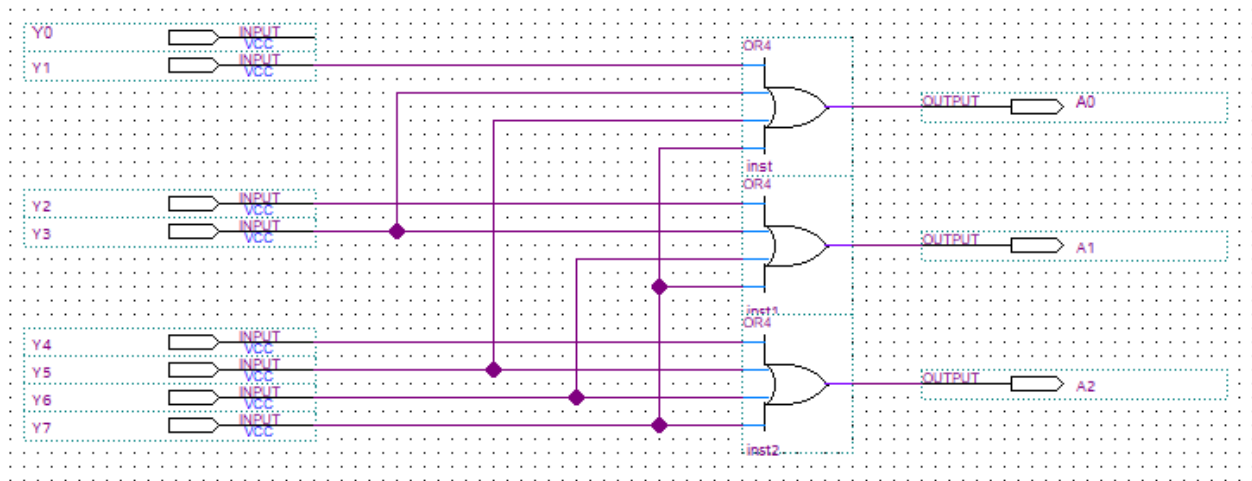 Y0 INPUT
VCC
Y1 INPUT
VCC
OR4
OUTPUT A0
inst
OR4
Y2 INPUT
VCC
Y3 INPUT
VCC
OUTPUT A1
inst1
OR4
Y4 INPUT
VCC
Y5 INPUT
VCC
OUTPUT A2
Y6 INPUT
VCC
Y7 INPUT
VCC
inst2